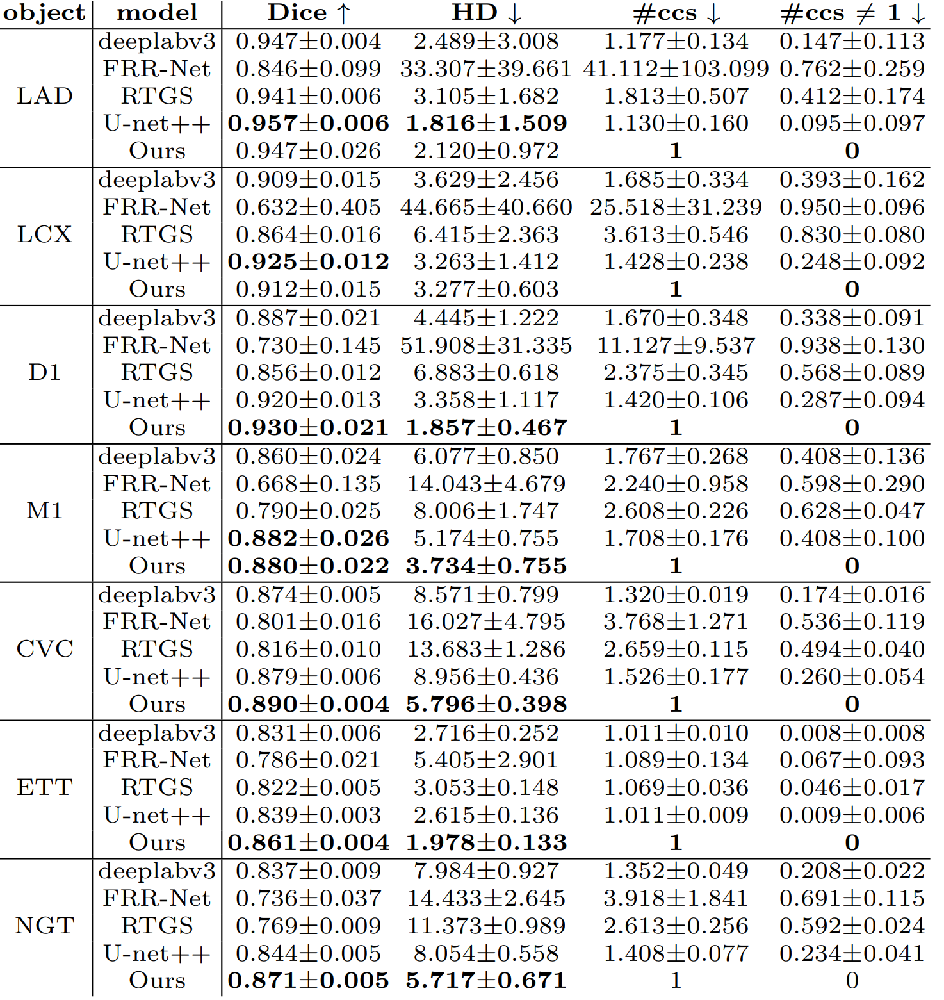 object model Dice ↑ HD ↓ #ccs ↓ #ccs ≠ 1 ↓
deeplabv3 0.947±0.004 2.489±3.008 1.177±0.134 0.147±0.113
FRR-Net 0.846±0.099 33.307±39.661 41.112±103.099 0.762±0.259
LAD RTGS 0.941±0.006 3.105±1.682 1.813±0.507 0.412±0.174
U-net++ 0.957±0.006 1.816±1.509 1.130±0.160 0.095±0.097
Ours 0.947±0.026 2.120±0.972 1 0
deeplabv3 0.909±0.015 3.629±2.456 1.685±0.334 0.393±0.162
FRR-Net 0.632±0.405 44.665±40.660 25.518±31.239 0.950±0.096
LCX RTGS 0.864±0.016 6.415±2.363 3.613±0.546 0.830±0.080
U-net++ 0.925±0.012 3.263±1.412 1.428±0.238 0.248±0.092
Ours 0.912±0.015 3.277±0.603 1 0
deeplabv3 0.887±0.021 4.445±1.222 1.670±0.348 0.338±0.091
FRR-Net 0.730±0.145 51.908±31.335 11.127±9.537 0.938±0.130
D1 RTGS 0.856±0.012 6.883±0.618 2.375±0.345 0.568±0.089
U-net++ 0.920±0.013 3.358±1.117 1.420±0.106 0.287±0.094
Ours 0.930±0.021 1.857±0.467 1 0
deeplabv3 0.860±0.024 6.077±0.850 1.767±0.268 0.408±0.136
FRR-Net 0.668±0.135 14.043±4.679 2.240±0.958 0.598±0.290
M1 RTGS 0.790±0.025 8.006±1.747 2.608±0.226 0.628±0.047
U-net++ 0.882±0.026 5.174±0.755 1.708±0.176 0.408±0.100
Ours 0.880±0.022 3.734±0.755 1 0
deeplabv3 0.874±0.005 8.571±0.799 1.320±0.019 0.174±0.016
FRR-Net 0.801±0.016 16.027±4.795 3.768±1.271 0.536±0.119
CVC RTGS 0.816±0.010 13.683±1.286 2.659±0.115 0.494±0.040
U-net++ 0.879±0.006 8.956±0.436 1.526±0.177 0.260±0.054
Ours 0.890±0.004 5.796±0.398 1 0
deeplabv3 0.831±0.006 2.716±0.252 1.011±0.010 0.008±0.008
FRR-Net 0.786±0.021 5.405±2.901 1.089±0.134 0.067±0.093
ETT RTGS 0.822±0.005 3.053±0.148 1.069±0.036 0.046±0.017
U-net++ 0.839±0.003 2.615±0.136 1.011±0.009 0.009±0.006
Ours 0.861±0.004 1.978±0.133 1 0
deeplabv3 0.837±0.009 7.984±0.927 1.352±0.049 0.208±0.022
FRR-Net 0.736±0.037 14.433±2.645 3.918±1.841 0.691±0.115
NGT RTGS 0.769±0.009 11.373±0.989 2.613±0.256 0.592±0.024
U-net++ 0.844±0.005 8.054±0.558 1.408±0.077 0.234±0.041
Ours 0.871±0.005 5.717±0.671 1 0